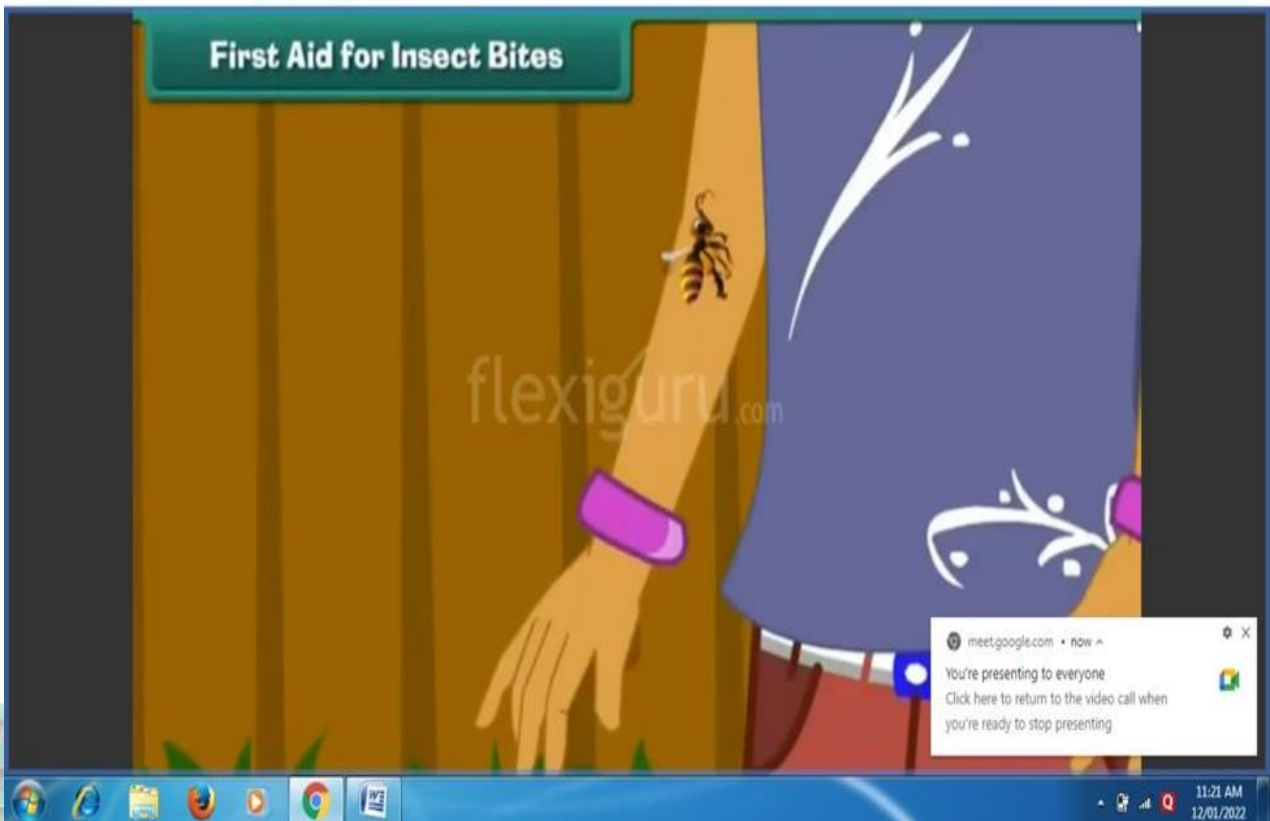 First Aid for Insect Bites
flexiguru.com
meet.google.com • now
You're presenting to everyone
Click here to return to the video call when
you're ready to stop presenting
11:21 AM
12/01/2022